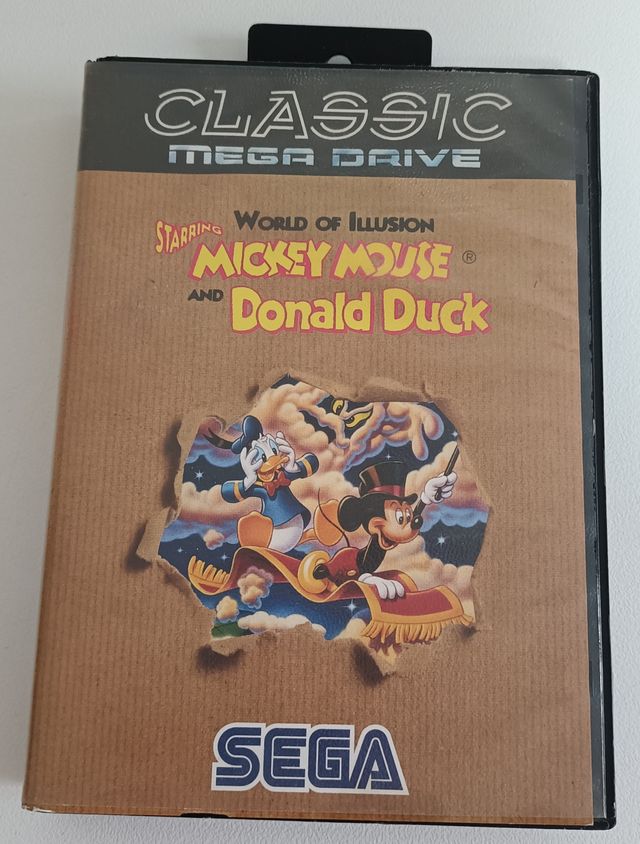 CLASSIC
MEGA DRIVE
WORLD OF ILLUSION
STARRING
MICKEY MOUSE ®
AND Donald Duck
SEGA